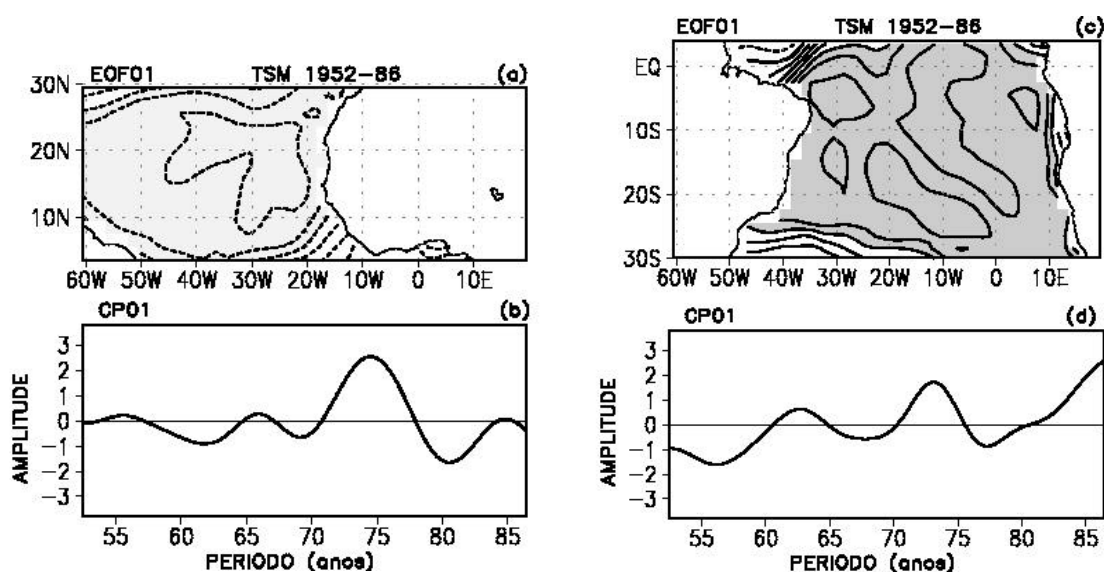 EOF01 TSM 1952-86 (a)
30N
20N
10N
60W 50W 40W 30W 20W 10W 0 10E
CP01 (b)
AMPLITUDE
3
2
1
0
-1
-2
-3
55 60 65 70 75 80 85
PERIODO (anos)
EOF01 TSM 1952-86 (c)
EQ
10S
20S
30S
60W 50W 40W 30W 20W 10W 0 10E
CP01 (d)
AMPLITUDE
3
2
1
0
-1
-2
-3
55 60 65 70 75 80 85
PERIODO (anos)